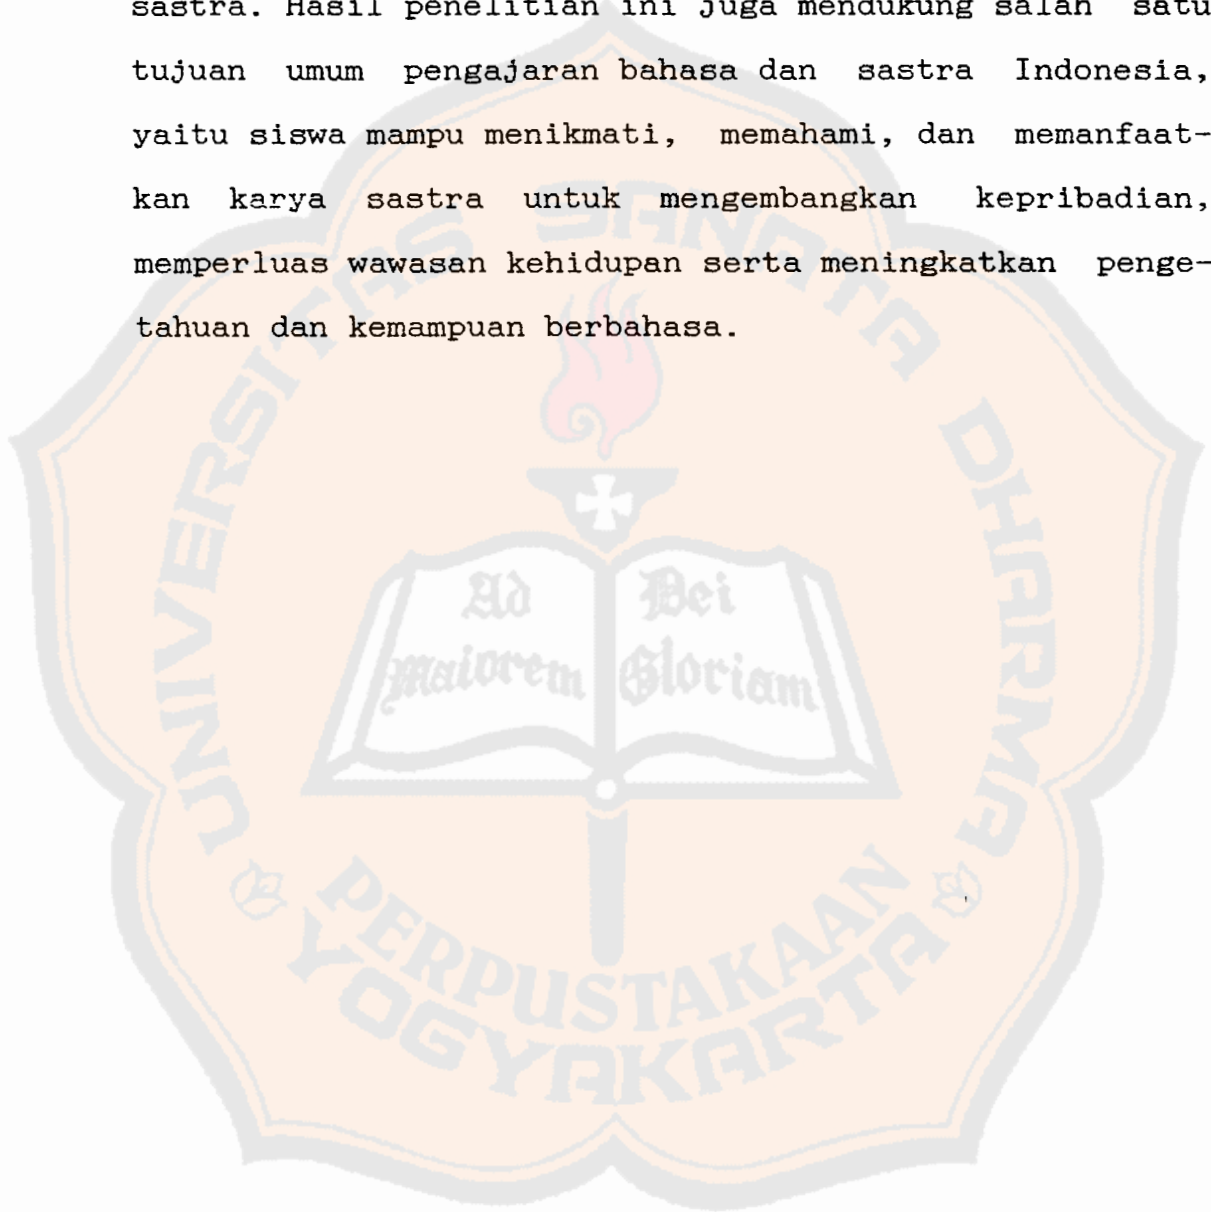 sastra. Hasil penelitian ini juga mendukung salah satu
tujuan umum pengajaran bahasa dan sastra Indonesia,
yaitu siswa mampu menikmati, memahami, dan memanfaat-
kan karya sastra untuk mengembangkan kepribadian,
memperluas wawasan kehidupan serta meningkatkan penge-
tahuan dan kemampuan berbahasa.
UNIVERSITAS SANATA DHARMA
Ad Dei
Maiorem Gloriam
PERPUSTAKAAN
YOGYAKARTA